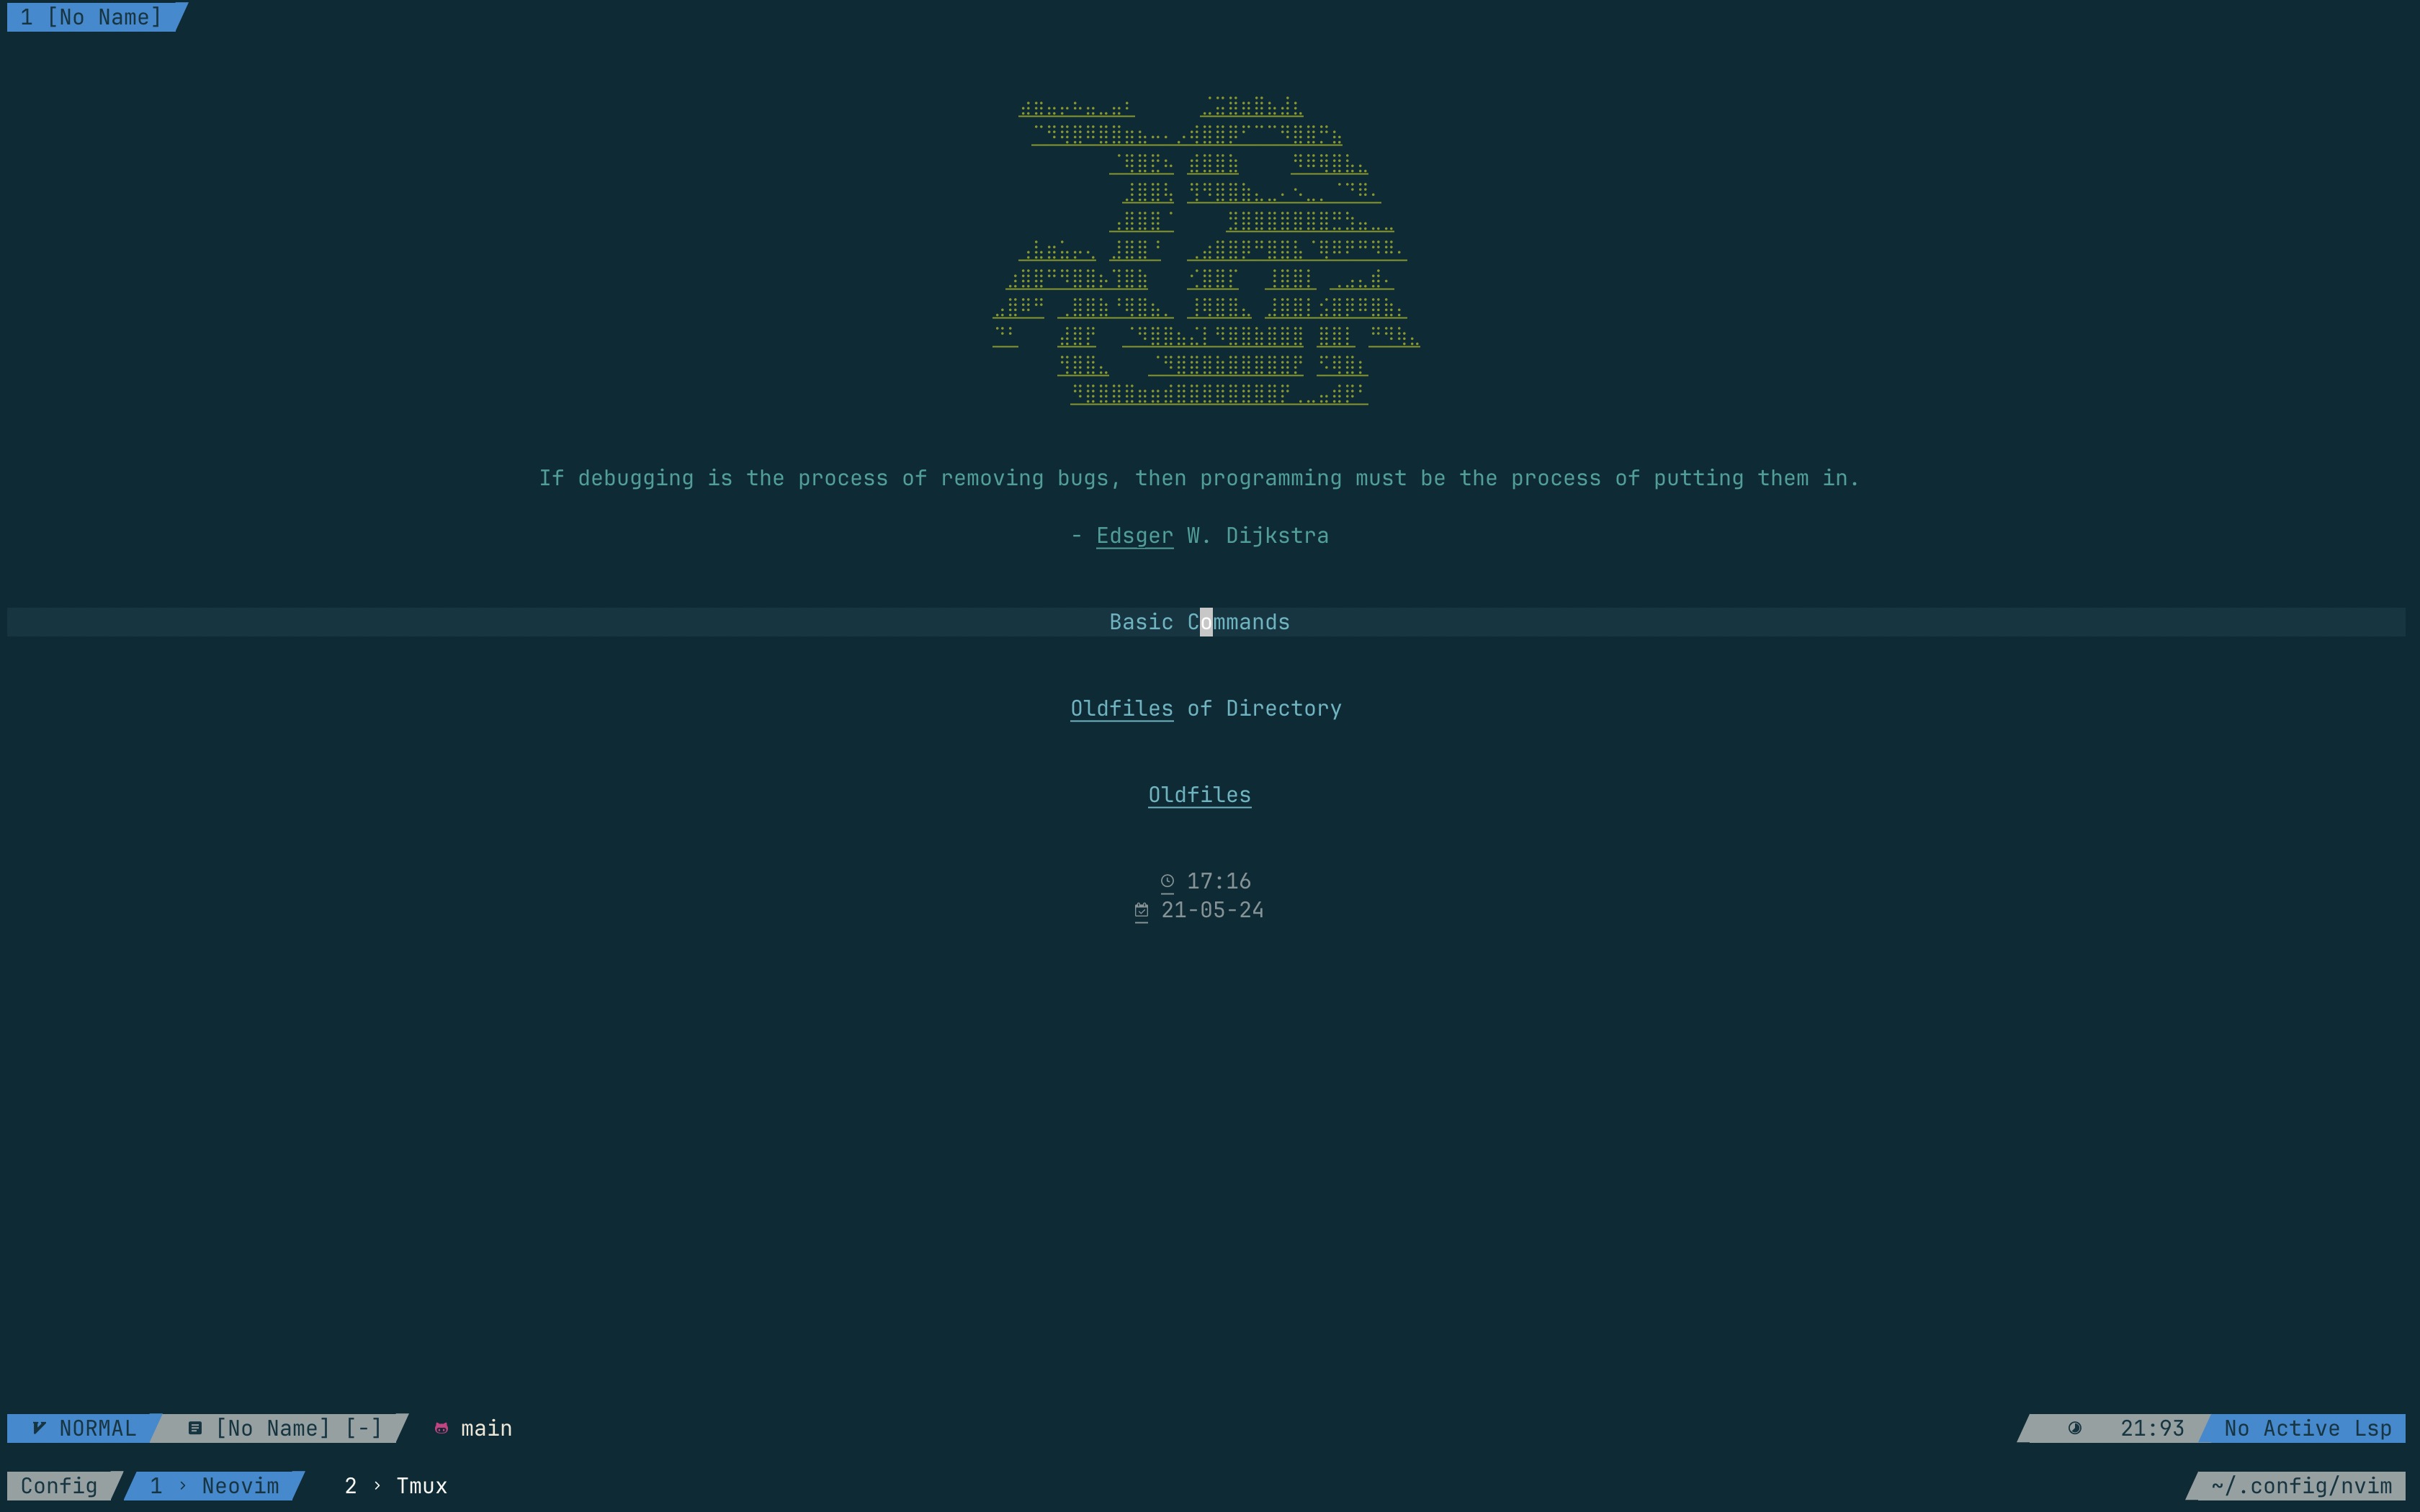 1 [No Name]
If debugging is the process of removing bugs, then programming must be the process of putting them in.
- Edsger W. Dijkstra
Basic Commands
Oldfiles of Directory
Oldfiles
17:16
21-05-24
NORMAL [No Name] [-] main 21:93 No Active Lsp
Config 1 › Neovim 2 › Tmux ~/.config/nvim